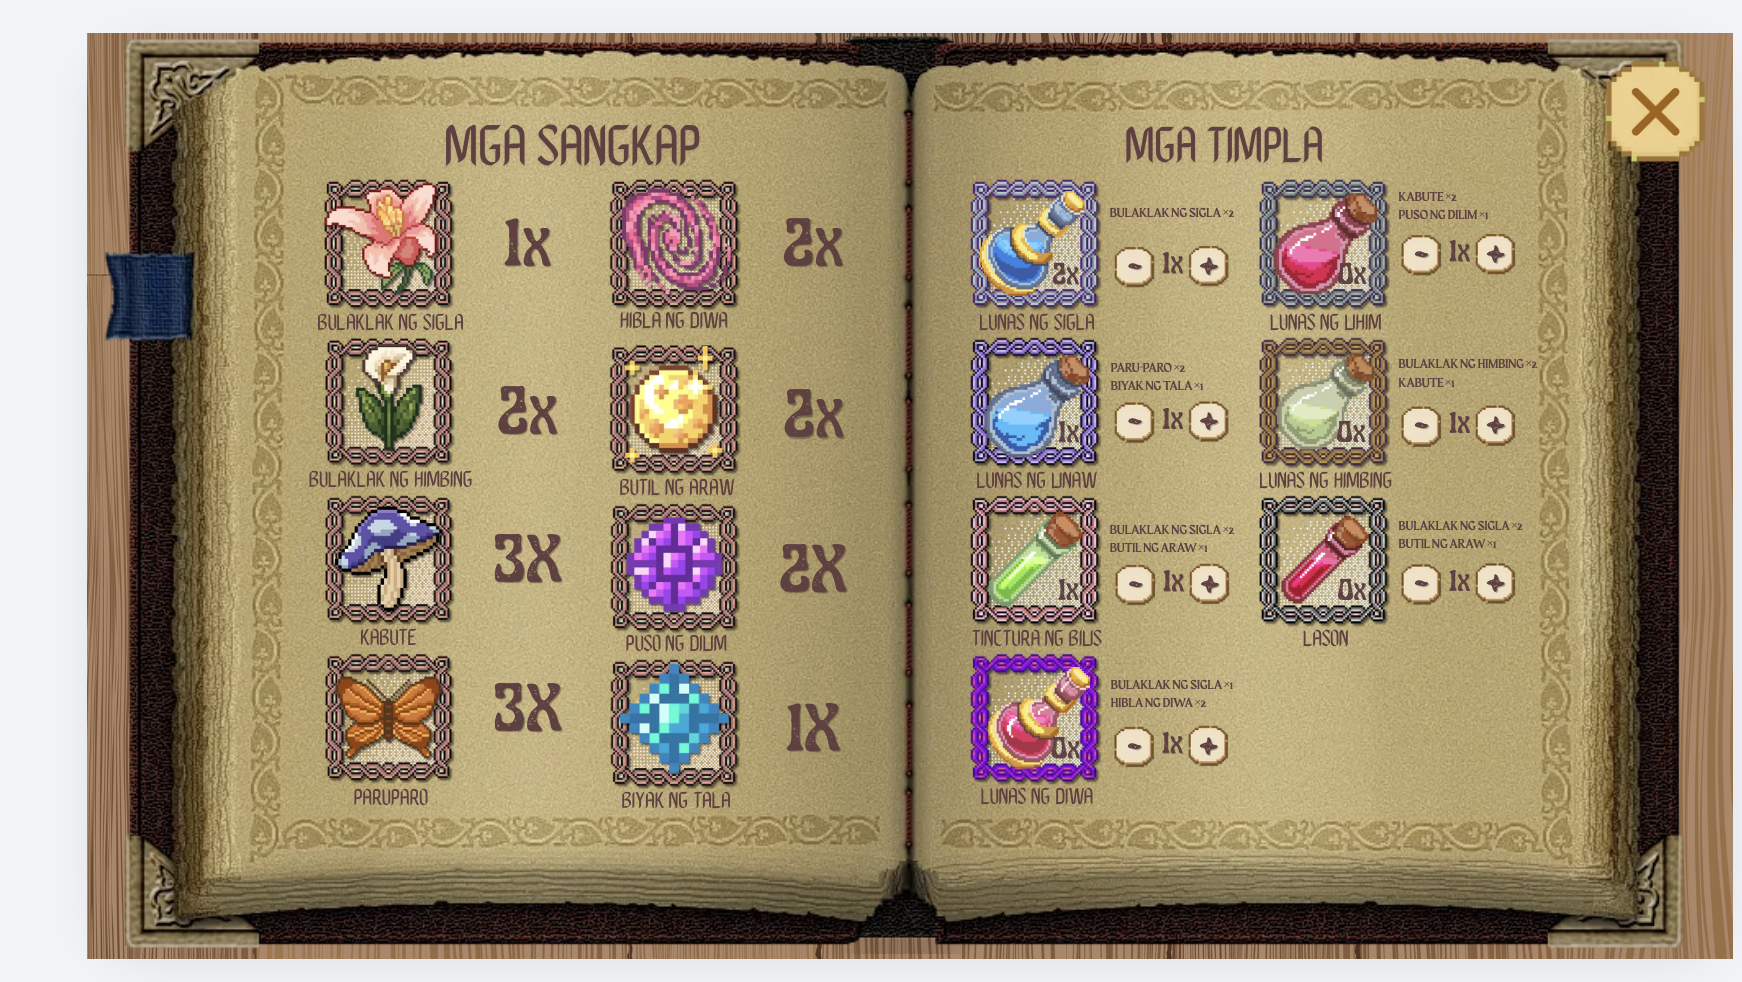 MGA SANGKAP
1x
BULAKLAK NG SIGLA
2x
HIBLA NG DIWA
2x
BULAKLAK NG HIMBING
2x
BUTIL NG ARAW
3X
KABUTE
2X
PUSO NG DILIM
3X
PARUPARO
1X
BIYAK NG TALA
MGA TIMPLA
BULAKLAK NG SIGLA ×2
2x
- 1x +
LUNAS NG SIGLA
KABUTE ×2
PUSO NG DILIM ×1
0x
- 1x +
LUNAS NG LIHIM
PARU-PARO ×2
BIYAK NG TALA ×1
1x
- 1x +
LUNAS NG LINAW
BULAKLAK NG HIMBING ×2
KABUTE ×1
0x
- 1x +
LUNAS NG HIMBING
BULAKLAK NG SIGLA ×2
BUTIL NG ARAW ×1
1x
- 1x +
TINCTURA NG BILIS
BULAKLAK NG SIGLA ×2
BUTIL NG ARAW ×1
0x
- 1x +
LASON
BULAKLAK NG SIGLA ×1
HIBLA NG DIWA ×2
0x
- 1x +
LUNAS NG DIWA